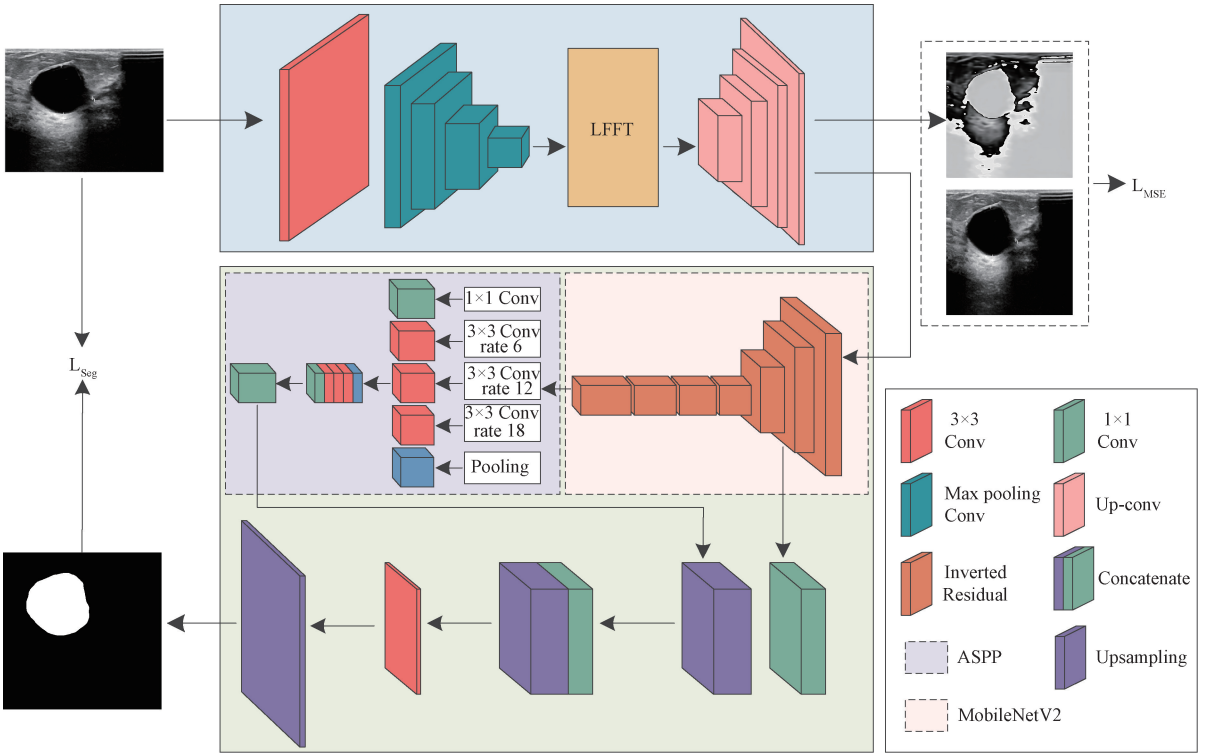 LFFT
L_MSE
L_Seg
1×1 Conv
3×3 Conv
rate 6
3×3 Conv
rate 12
3×3 Conv
rate 18
Pooling
3×3
Conv
1×1
Conv
Max pooling
Conv
Up-conv
Inverted
Residual
Concatenate
ASPP
Upsampling
MobileNetV2